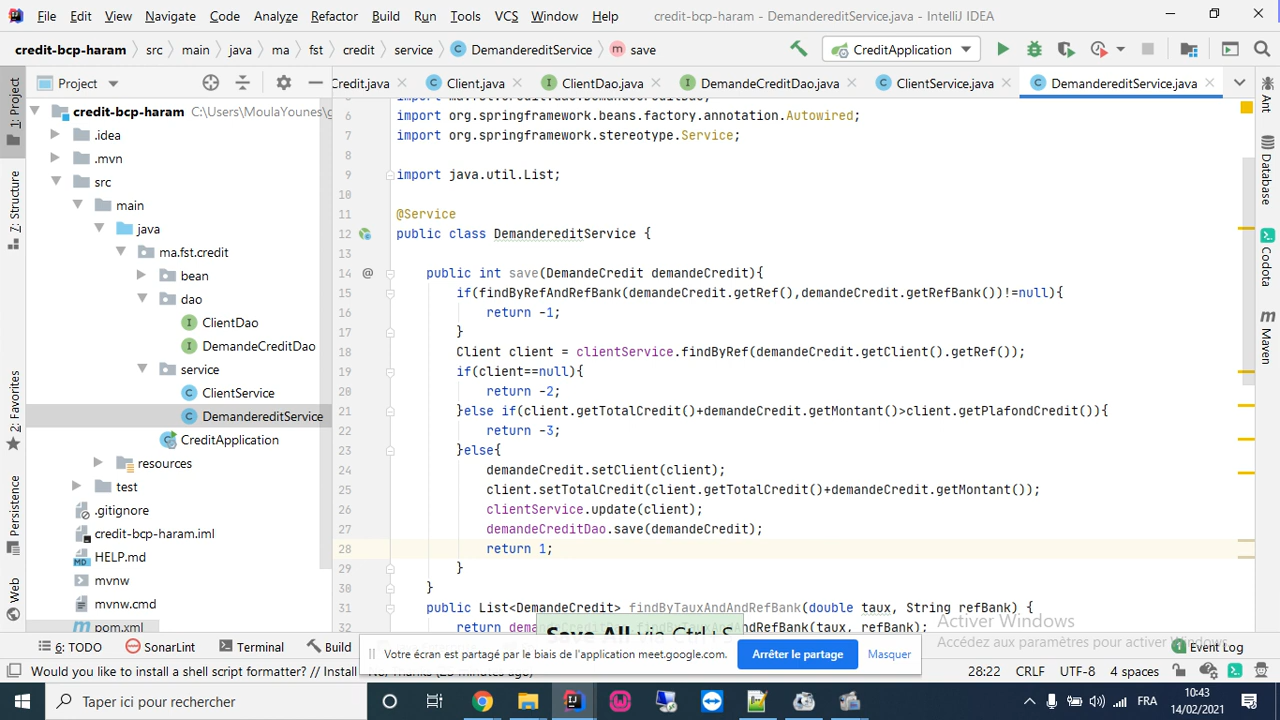 File Edit View Navigate Code Analyze Refactor Build Run Tools VCS Window Help credit-bcp-haram - DemandereditService.java - IntelliJ IDEA
credit-bcp-haram src main java ma fst credit service DemandereditService save CreditApplication
Project Credit.java Client.java ClientDao.java DemandeCreditDao.java ClientService.java DemandereditService.java
credit-bcp-haram C:\Users\MoulaYounes\g
.idea
.mvn
src
main
java
ma.fst.credit
bean
dao
ClientDao
DemandeCreditDao
service
ClientService
DemandereditService
CreditApplication
resources
test
.gitignore
credit-bcp-haram.iml
HELP.md
mvnw
mvnw.cmd
pom.xml
1: Project
7: Structure
2: Favorites
Persistence
Web
6 import org.springframework.beans.factory.annotation.Autowired;
7 import org.springframework.stereotype.Service;
8
9 import java.util.List;
10
11 @Service
12 public class DemandereditService {
13
14 public int save(DemandeCredit demandeCredit){
15 if(findByRefAndRefBank(demandeCredit.getRef(),demandeCredit.getRefBank())!=null){
16 return -1;
17 }
18 Client client = clientService.findByRef(demandeCredit.getClient().getRef());
19 if(client==null){
20 return -2;
21 }else if(client.getTotalCredit()+demandeCredit.getMontant()>client.getPlafondCredit()){
22 return -3;
23 }else{
24 demandeCredit.setClient(client);
25 client.setTotalCredit(client.getTotalCredit()+demandeCredit.getMontant());
26 clientService.update(client);
27 demandeCreditDao.save(demandeCredit);
28 return 1;
29 }
30 }
31 public List<DemandeCredit> findByTauxAndAndRefBank(double taux, String refBank) {
32 return
Ant
Database
Codota
Maven
Save All via Ctrl+S
Activer Windows
Accédez aux paramètres pour activer Windows.
6: TODO SonarLint Terminal Build Event Log
Votre écran est partagé par le biais de l'application meet.google.com. Arrêter le partage Masquer
Would you like to install a shell script formatter? // Install 28:22 CRLF UTF-8 4 spaces
Taper ici pour rechercher FRA 10:43
14/02/2021